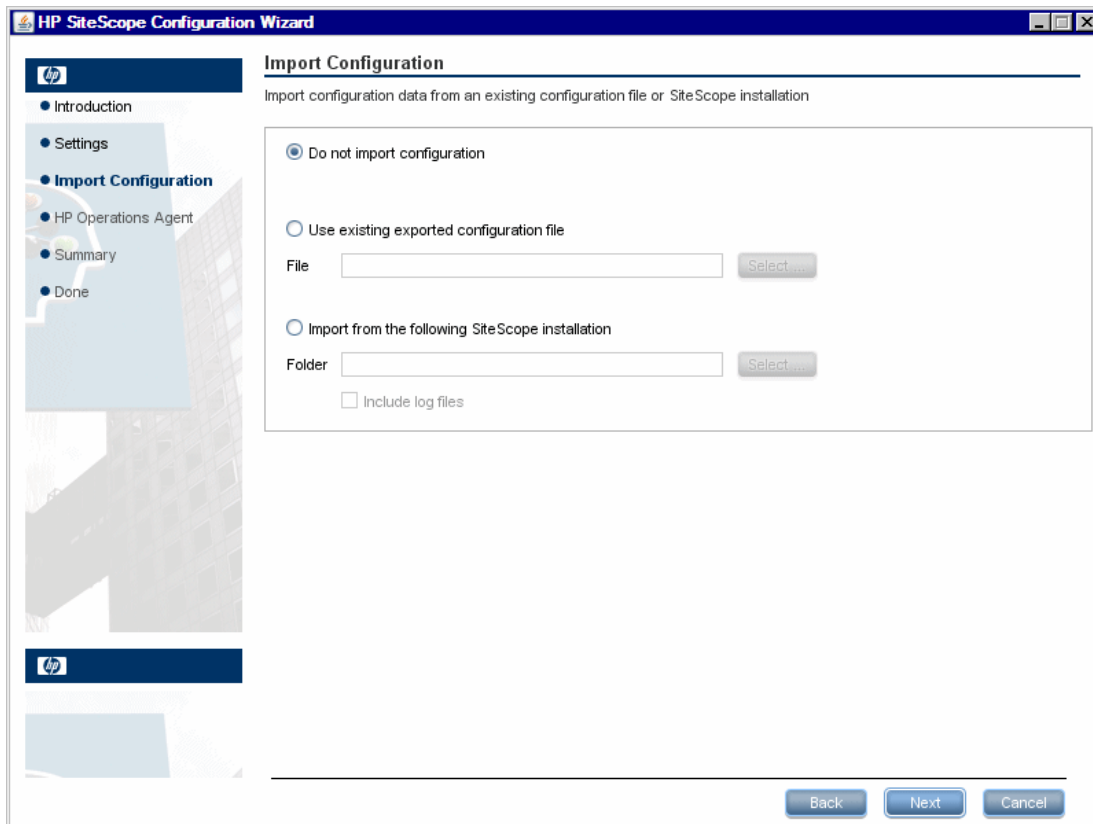 HP SiteScope Configuration Wizard
hp
Introduction
Settings
Import Configuration
HP Operations Agent
Summary
Done
hp
Import Configuration
Import configuration data from an existing configuration file or SiteScope installation
Do not import configuration
Use existing exported configuration file
File Select....
Import from the following SiteScope installation
Folder Select....
Include log files
Back Next Cancel